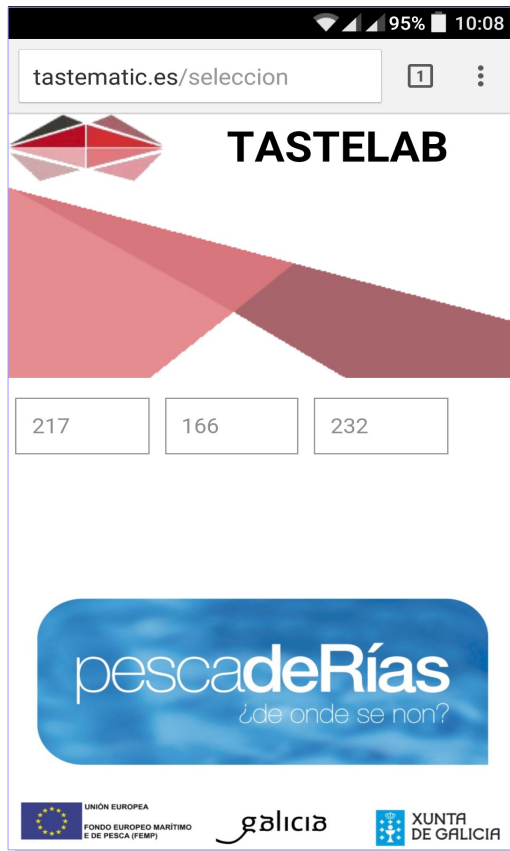 95% 10:08
tastematic.es/seleccion 1
TASTELAB
217 166 232
pescadeRías
¿de onde se non?
UNIÓN EUROPEA
FONDO EUROPEO MARÍTIMO
E DE PESCA (FEMP)
galicia
XUNTA
DE GALICIA